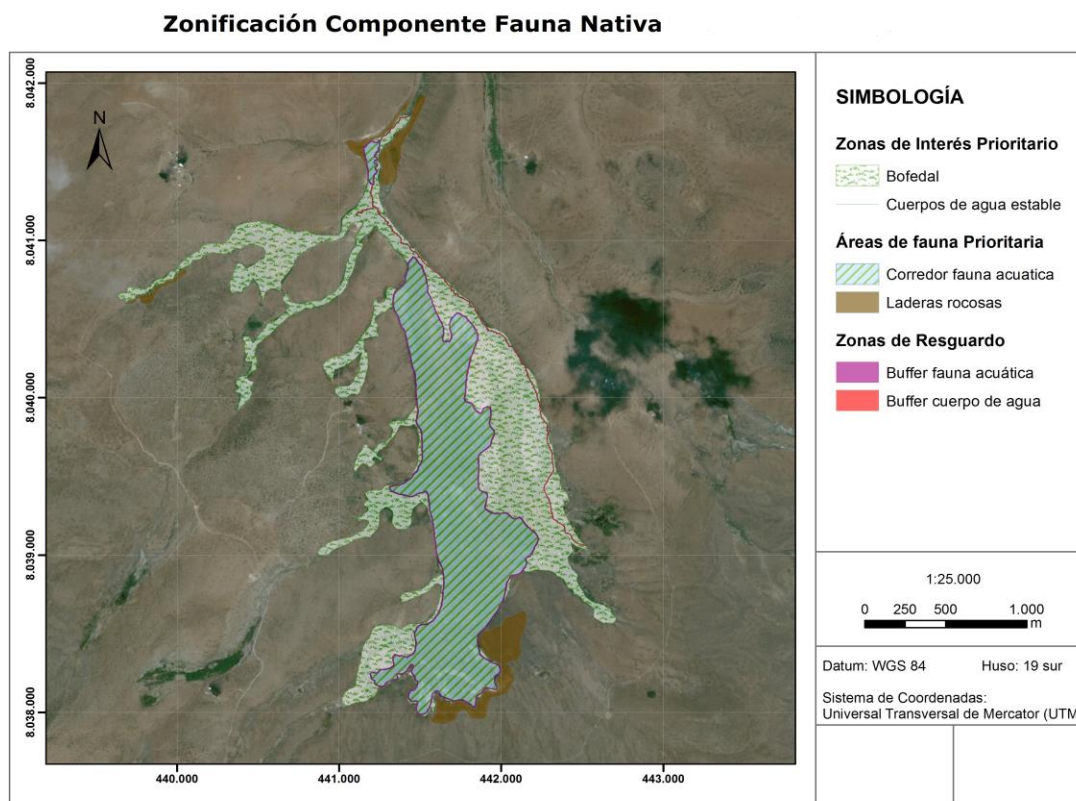 Zonificación Componente Fauna Nativa
SIMBOLOGÍA
Zonas de Interés Prioritario
Bofedal
Cuerpos de agua estable
Áreas de fauna Prioritaria
Corredor fauna acuatica
Laderas rocosas
Zonas de Resguardo
Buffer fauna acuática
Buffer cuerpo de agua
N
8.042.000
8.041.000
8.040.000
8.039.000
8.038.000
440.000
441.000
442.000
443.000
1:25.000
0 250 500 1.000
m
Datum: WGS 84 Huso: 19 sur
Sistema de Coordenadas:
Universal Transversal de Mercator (UTM